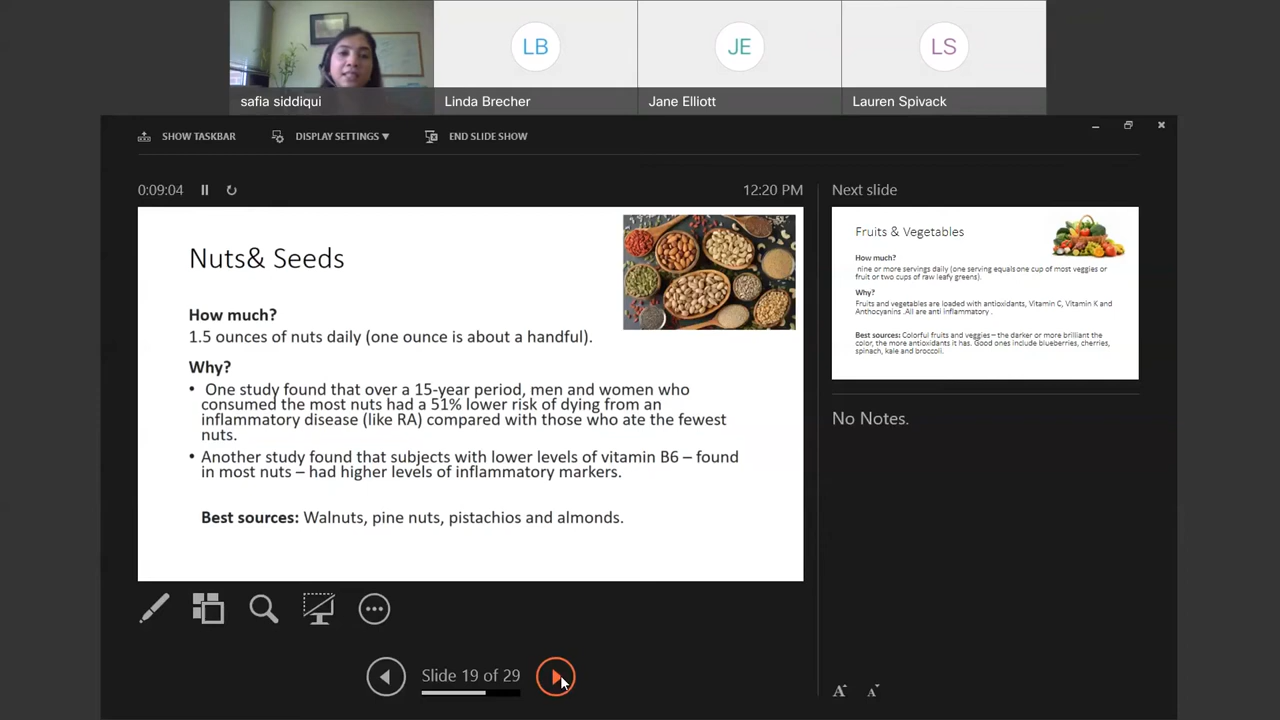 LB
JE
LS
safia siddiqui
Linda Brecher
Jane Elliott
Lauren Spivack
SHOW TASKBAR
DISPLAY SETTINGS ▼
END SLIDE SHOW
0:09:04
12:20 PM
Nuts& Seeds
How much?
1.5 ounces of nuts daily (one ounce is about a handful).
Why?
• One study found that over a 15-year period, men and women who
consumed the most nuts had a 51% lower risk of dying from an
inflammatory disease (like RA) compared with those who ate the fewest
nuts.
• Another study found that subjects with lower levels of vitamin B6 – found
in most nuts – had higher levels of inflammatory markers.
Best sources: Walnuts, pine nuts, pistachios and almonds.
Slide 19 of 29
Next slide
Fruits & Vegetables
How much?
nine or more servings daily (one serving equals one cup of most veggies or
fruit or two cups of raw leafy greens).
Why?
Fruits and vegetables are loaded with antioxidants, Vitamin C, Vitamin K and
Anthocyanins .All are anti inflammatory .
Best sources: Colorful fruits and veggies – the darker or more brilliant the
color, the more antioxidants it has. Good ones include blueberries, cherries,
spinach, kale and broccoli.
No Notes.
A A